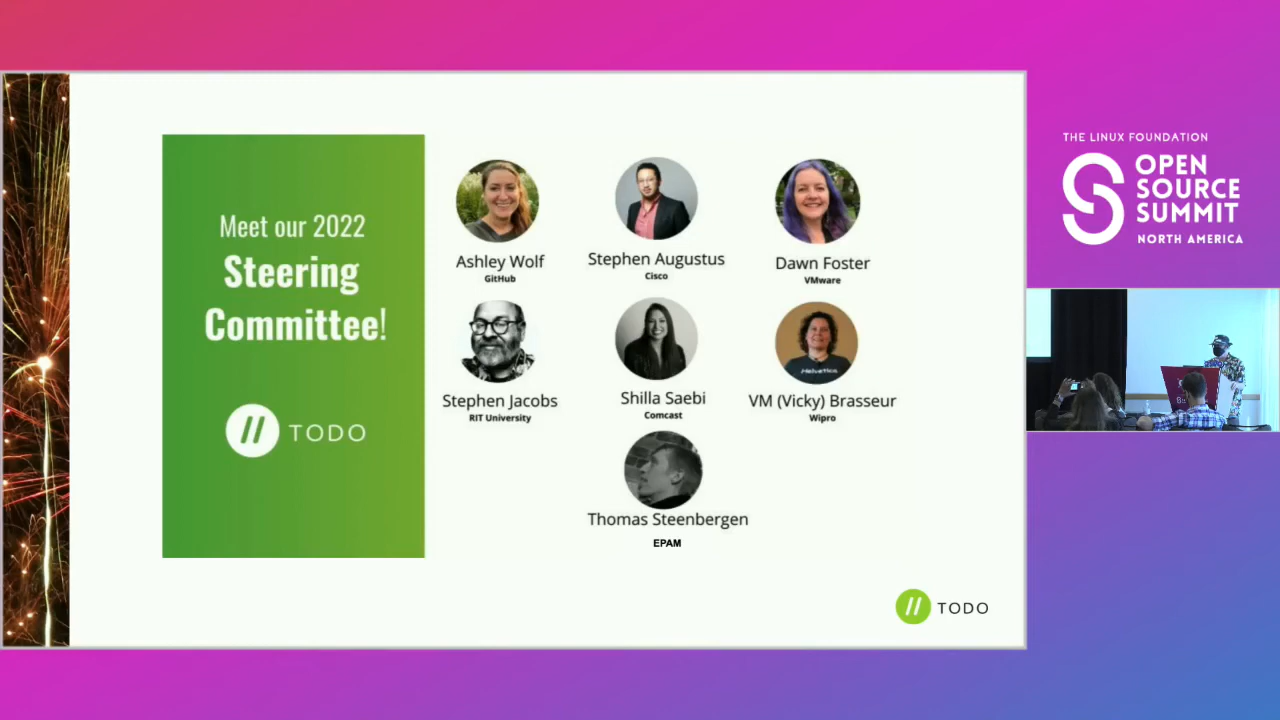 Meet our 2022
Steering
Committee!
// TODO
Ashley Wolf
GitHub
Stephen Augustus
Cisco
Dawn Foster
VMware
Stephen Jacobs
RIT University
Shilla Saebi
Comcast
VM (Vicky) Brasseur
Wipro
Thomas Steenbergen
EPAM
// TODO
THE LINUX FOUNDATION
OPEN
SOURCE
SUMMIT
NORTH AMERICA